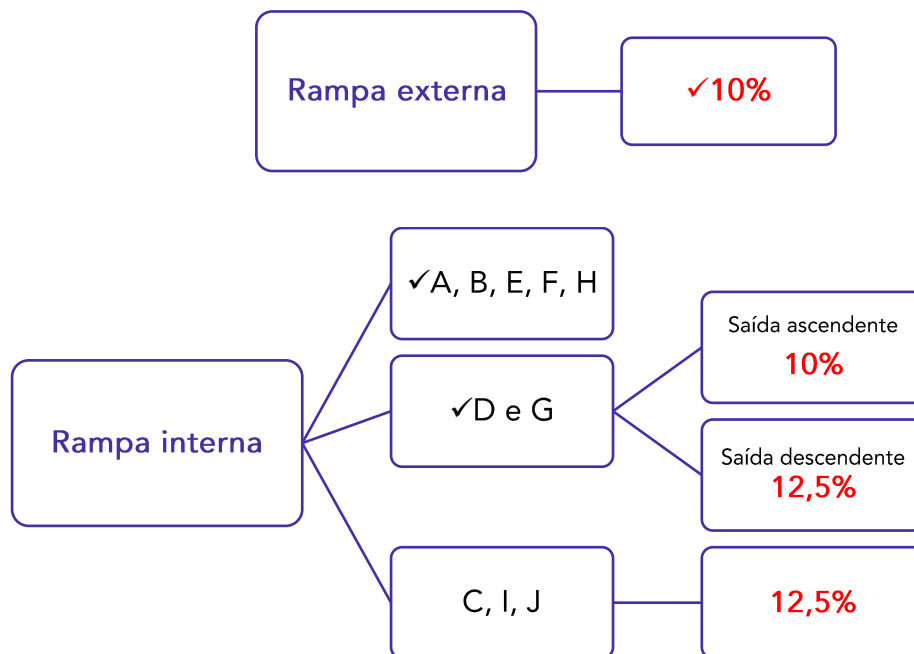 Rampa externa
✓10%
✓A, B, E, F, H
Saída ascendente
10%
Rampa interna
✓D e G
Saída descendente
12,5%
C, I, J
12,5%